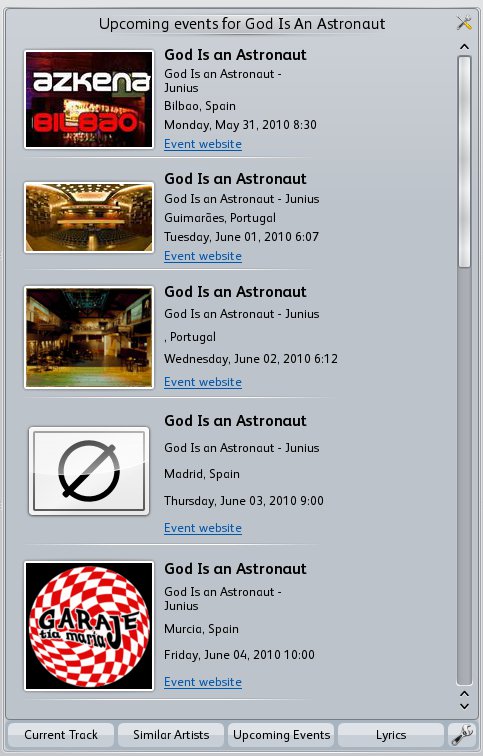 Upcoming events for God Is An Astronaut
AZKENA
BILBAO
God Is an Astronaut
God Is an Astronaut -
Junius
Bilbao, Spain
Monday, May 31, 2010 8:30
Event website
God Is an Astronaut
God Is an Astronaut - Junius
Guimarães, Portugal
Tuesday, June 01, 2010 6:07
Event website
God Is an Astronaut
God Is an Astronaut - Junius
, Portugal
Wednesday, June 02, 2010 6:12
Event website
God Is an Astronaut
God Is an Astronaut - Junius
Madrid, Spain
Thursday, June 03, 2010 9:00
Event website
GARAJE
tia maria
God Is an Astronaut
God Is an Astronaut -
Junius
Murcia, Spain
Friday, June 04, 2010 10:00
Event website
Current Track
Similar Artists
Upcoming Events
Lyrics